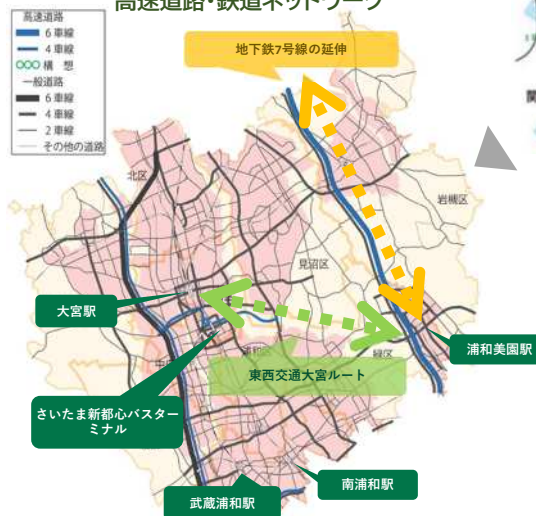 高速道路・鉄道ネットワーク
高速道路
6車線
4車線
構想
一般道路
6車線
4車線
2車線
その他の道路
地下鉄7号線の延伸
北区
岩槻区
見沼区
大宮駅
緑区
浦和美園駅
東西交通大宮ルート
さいたま新都心バスター
ミナル
南浦和駅
武蔵浦和駅